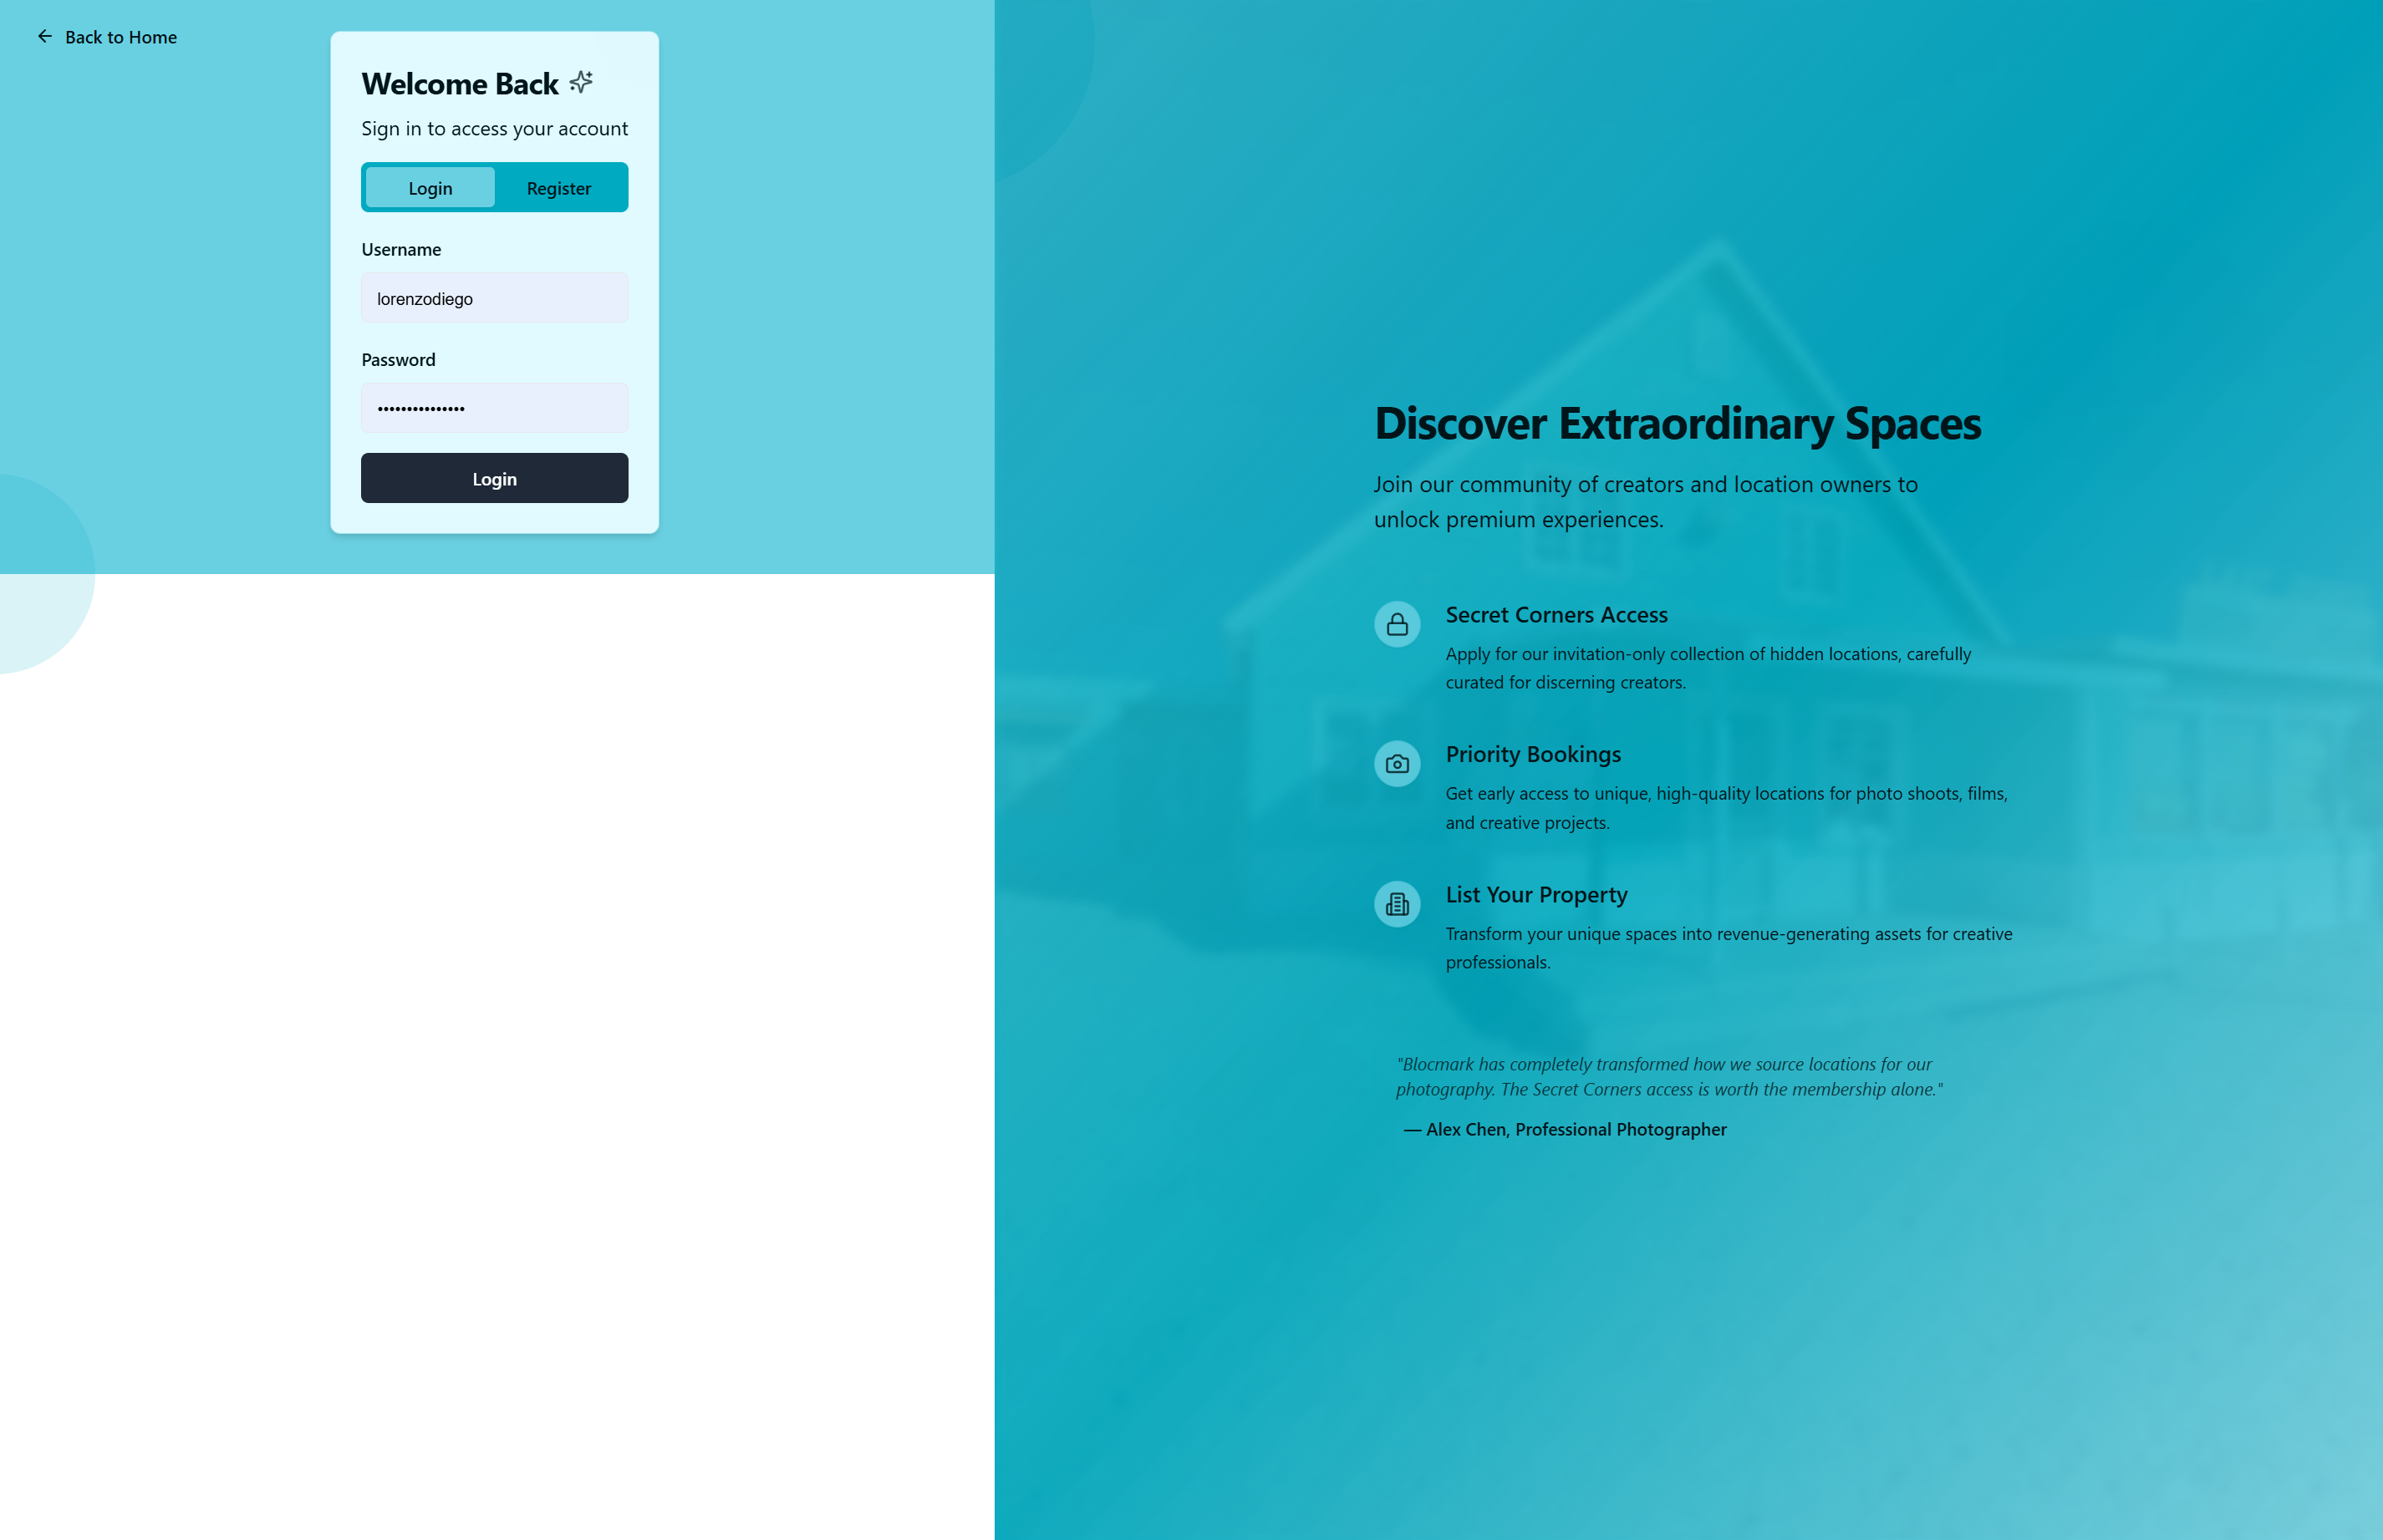 Back to Home
Welcome Back
Sign in to access your account
Login
Register
Username
lorenzodiego
Password
•••••••••••••••
Login
Discover Extraordinary Spaces
Join our community of creators and location owners to
unlock premium experiences.
Secret Corners Access
Apply for our invitation-only collection of hidden locations, carefully
curated for discerning creators.
Priority Bookings
Get early access to unique, high-quality locations for photo shoots, films,
and creative projects.
List Your Property
Transform your unique spaces into revenue-generating assets for creative
professionals.
"Blocmark has completely transformed how we source locations for our
photography. The Secret Corners access is worth the membership alone."
— Alex Chen, Professional Photographer